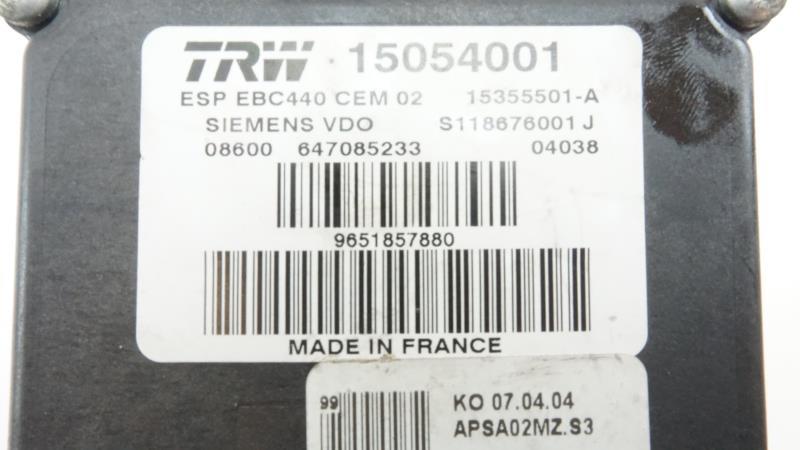 TRW 15054001
ESP EBC440 CEM 02 15355501-A
SIEMENS VDO S118676001 J
08600 647085233 04038
9651857880
MADE IN FRANCE
99 KO 07.04.04
APSA02MZ.S3